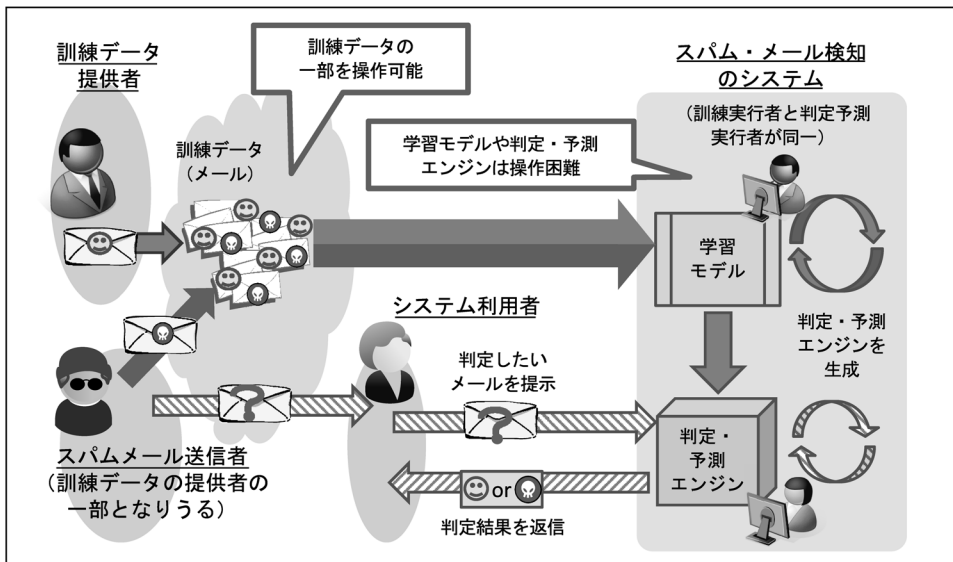 訓練データ
提供者
訓練データの
一部を操作可能
スパム・メール検知
のシステム
(訓練実行者と判定予測
実行者が同一)
訓練データ
(メール)
学習モデルや判定・予測
エンジンは操作困難
学習
モデル
システム利用者
判定・予測
エンジンを
生成
判定したい
メールを提示
?
?
スパムメール送信者
(訓練データの提供者の
一部となりうる)
判定・
予測
エンジン
or
判定結果を返信